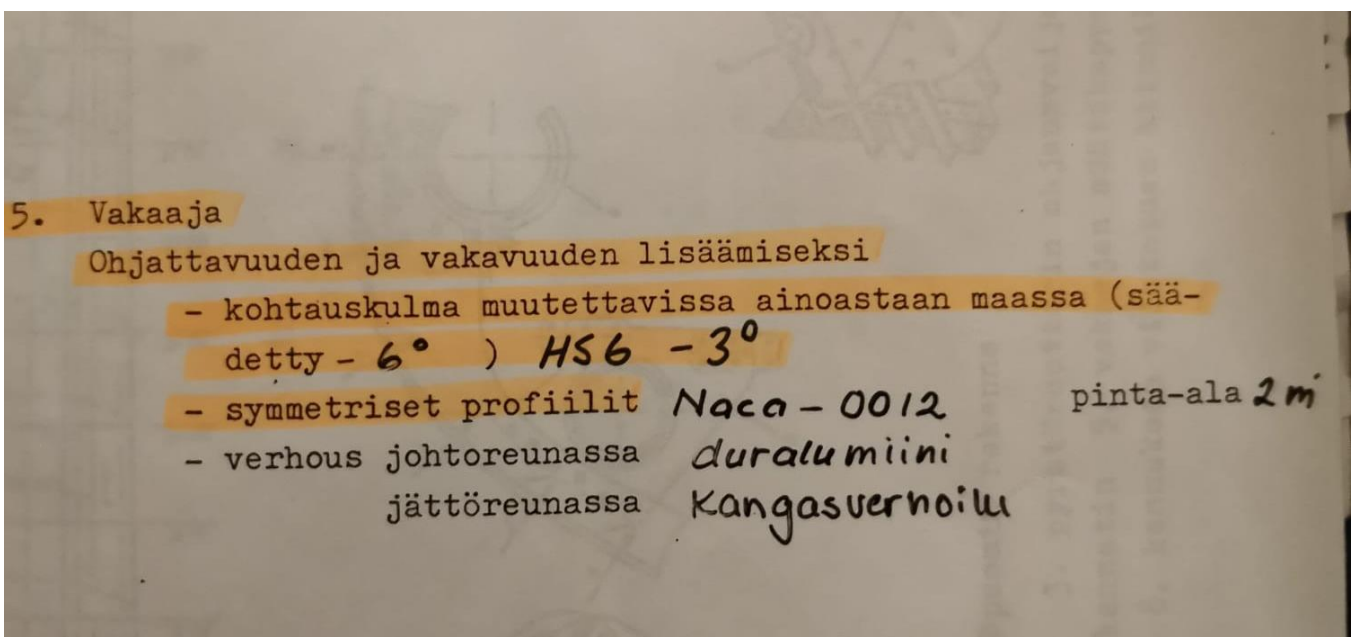 5. Vakaaja
Ohjattavuuden ja vakavuuden lisäämiseksi
- kohtauskulma muutettavissa ainoastaan maassa (sää-
detty - 6° ) HS6 - 3°
- symmetriset profiilit Naca - 0012 pinta-ala 2 m²
- verhous johtoreunassa duralumiini
jättöreunassa Kangasverhoilu